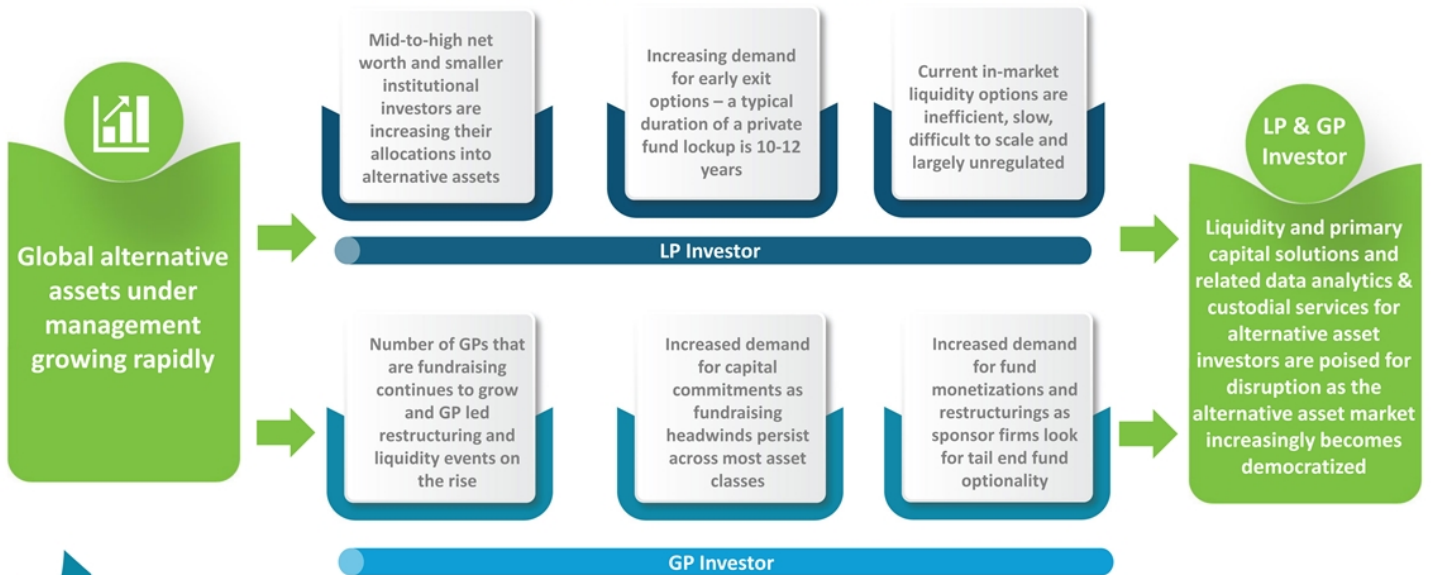 Global alternative
assets under
management
growing rapidly
Mid-to-high net
worth and smaller
institutional
investors are
increasing their
allocations into
alternative assets
Increasing demand
for early exit
options – a typical
duration of a private
fund lockup is 10-12
years
Current in-market
liquidity options are
inefficient, slow,
difficult to scale and
largely unregulated
LP Investor
Number of GPs that
are fundraising
continues to grow
and GP led
restructuring and
liquidity events on
the rise
Increased demand
for capital
commitments as
fundraising
headwinds persist
across most asset
classes
Increased demand
for fund
monetizations and
restructurings as
sponsor firms look
for tail end fund
optionality
GP Investor
LP & GP
Investor
Liquidity and primary
capital solutions and
related data analytics &
custodial services for
alternative asset
investors are poised for
disruption as the
alternative asset market
increasingly becomes
democratized